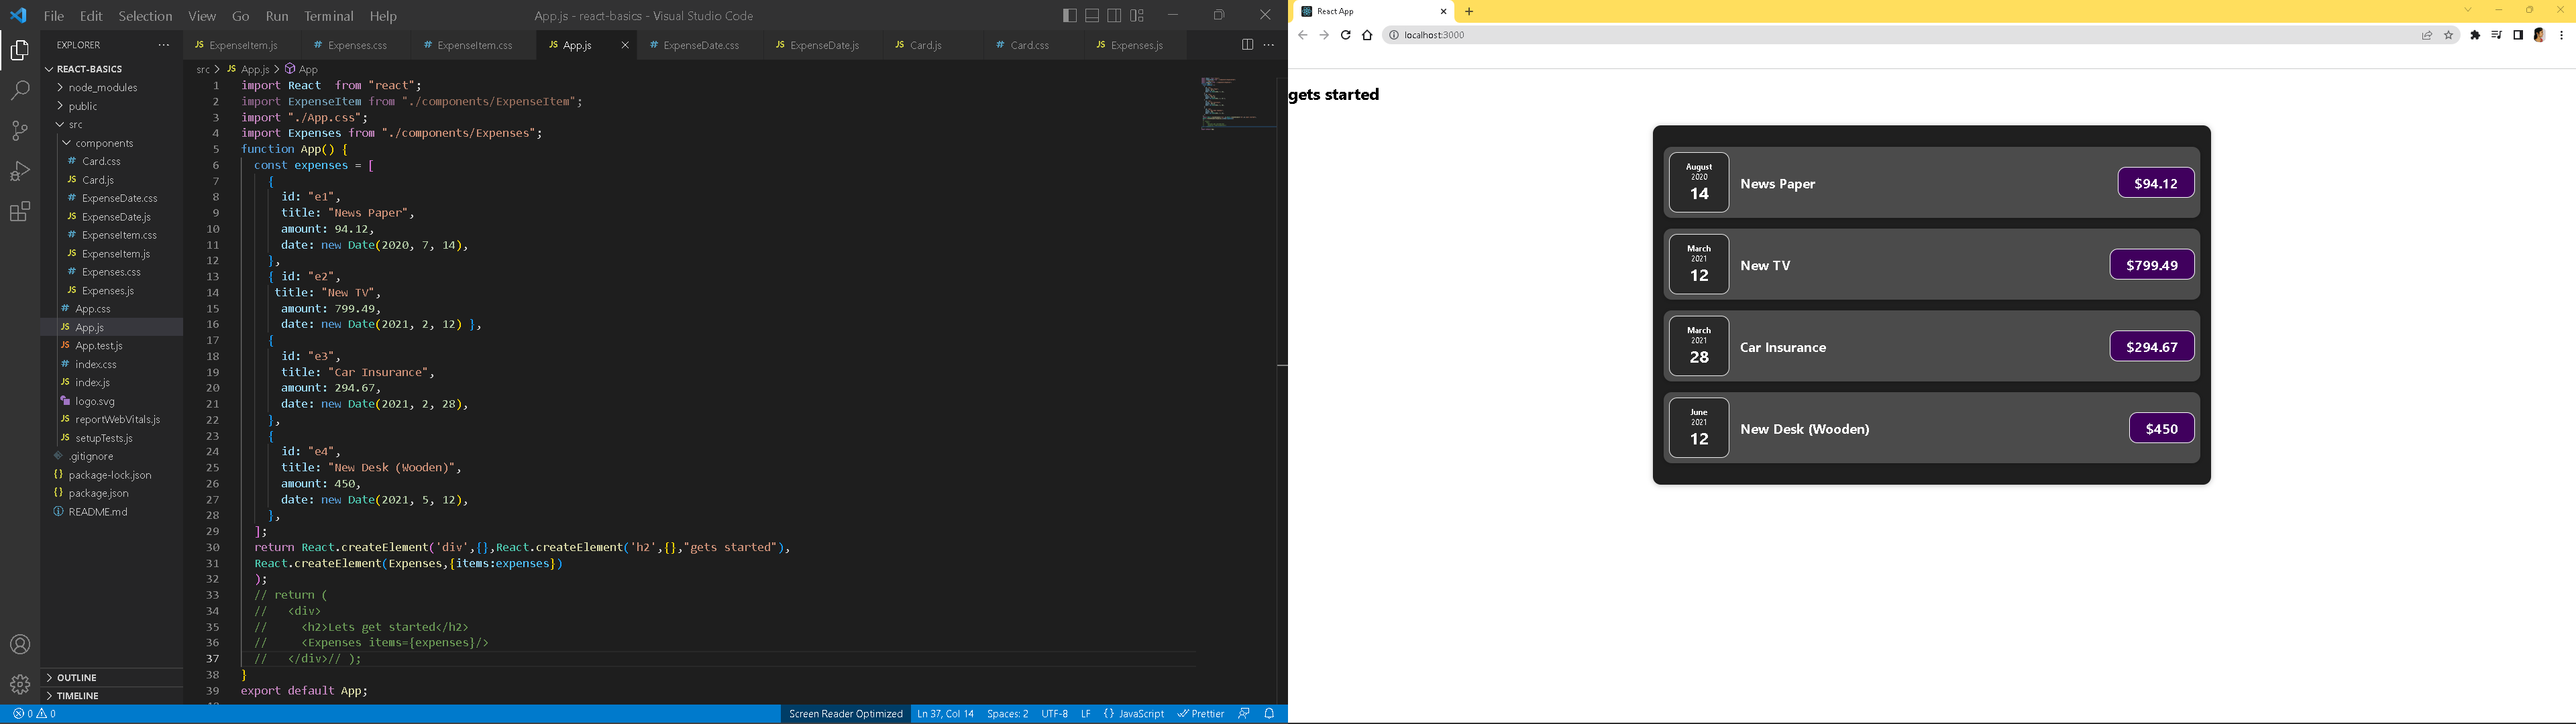 File Edit Selection View Go Run Terminal Help
App.js - react-basics - Visual Studio Code
EXPLORER
REACT-BASICS
node_modules
public
src
components
# Card.css
JS Card.js
# ExpenseDate.css
JS ExpenseDate.js
# ExpenseItem.css
JS ExpenseItem.js
# Expenses.css
JS Expenses.js
# App.css
JS App.js
JS App.test.js
# index.css
JS index.js
logo.svg
JS reportWebVitals.js
JS setupTests.js
.gitignore
{} package-lock.json
{} package.json
README.md
OUTLINE
TIMELINE
JS ExpenseItem.js # Expenses.css # ExpenseItem.css JS App.js # ExpenseDate.css JS ExpenseDate.js JS Card.js # Card.css JS Expenses.js
src > JS App.js > App
1 import React  from "react";
2 import ExpenseItem from "./components/ExpenseItem";
3 import "./App.css";
4 import Expenses from "./components/Expenses";
5 function App() {
6 const expenses = [
7 {
8 id: "e1",
9 title: "News Paper",
10 amount: 94.12,
11 date: new Date(2020, 7, 14),
12 },
13 { id: "e2",
14 title: "New TV",
15 amount: 799.49,
16 date: new Date(2021, 2, 12) },
17 {
18 id: "e3",
19 title: "Car Insurance",
20 amount: 294.67,
21 date: new Date(2021, 2, 28),
22 },
23 {
24 id: "e4",
25 title: "New Desk (Wooden)",
26 amount: 450,
27 date: new Date(2021, 5, 12),
28 },
29 ];
30 return React.createElement('div',{},React.createElement('h2',{},"gets started"),
31 React.createElement(Expenses,{items:expenses})
32 );
33 // return (
34 //   <div>
35 //     <h2>Lets get started</h2>
36 //     <Expenses items={expenses}/>
37 //   </div>// );
38 }
39 export default App;
0 0
Screen Reader Optimized Ln 37, Col 14 Spaces: 2 UTF-8 LF {} JavaScript Prettier
React App
localhost:3000
gets started
August
2020
14
News Paper
$94.12
March
2021
12
New TV
$799.49
March
2021
28
Car Insurance
$294.67
June
2021
12
New Desk (Wooden)
$450